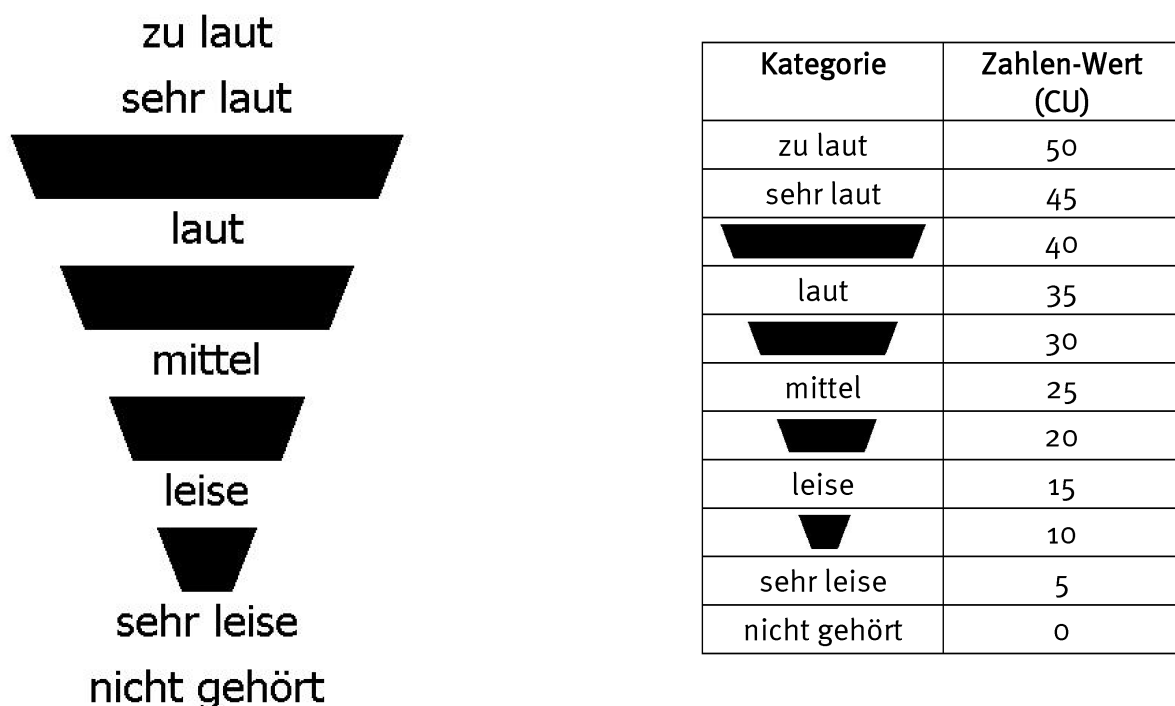 zu laut
sehr laut
laut
mittel
leise
sehr leise
nicht gehört
Kategorie Zahlen-Wert
(CU)
zu laut 50
sehr laut 45
40
laut 35
30
mittel 25
20
leise 15
10
sehr leise 5
nicht gehört 0